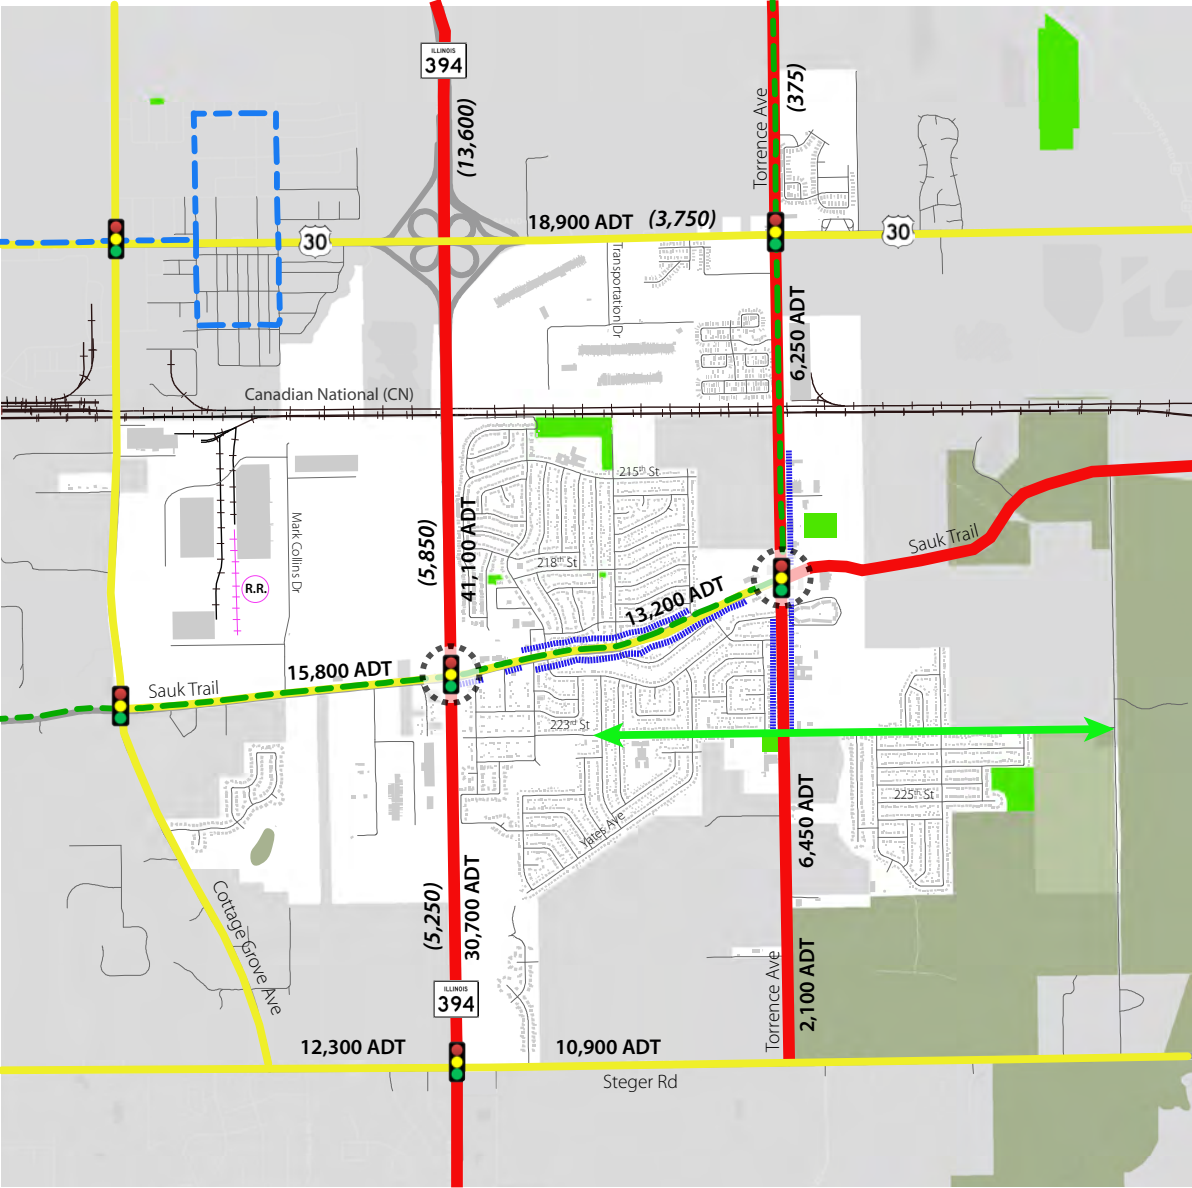 ILLINOIS
394
(13,600)
Torrence Ave
(375)
18,900 ADT (3,750)
30
30
Transportation Dr
6,250 ADT
Canadian National (CN)
215th St
(5,850)
41,100 ADT
Mark Collins Dr
218th St
Sauk Trail
R.R.
13,200 ADT
15,800 ADT
Sauk Trail
223rd St
225th St
6,450 ADT
Yates Ave
Cottage Grove Ave
(5,250)
30,700 ADT
Torrence Ave
2,100 ADT
ILLINOIS
394
12,300 ADT
10,900 ADT
Steger Rd